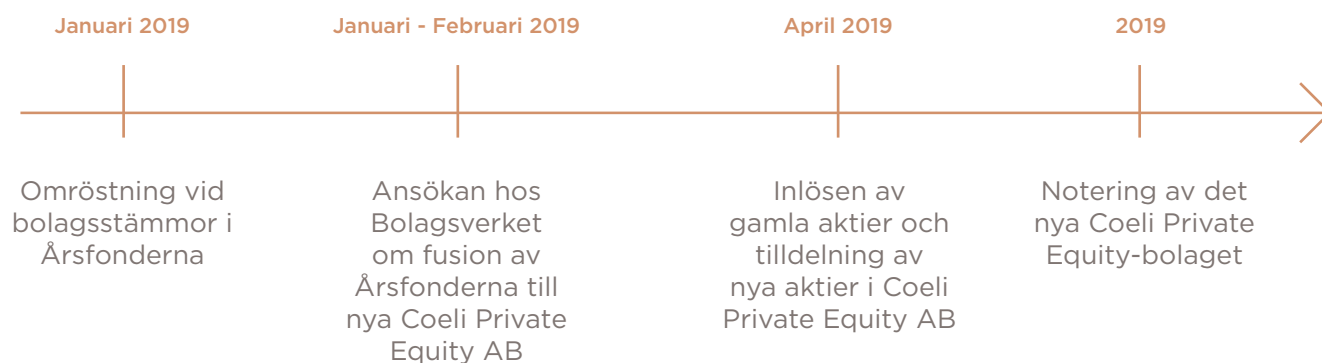 Januari 2019
Januari - Februari 2019
April 2019
2019
Omröstning vid
bolagsstämmor i
Årsfonderna
Ansökan hos
Bolagsverket
om fusion av
Årsfonderna till
nya Coeli Private
Equity AB
Inlösen av
gamla aktier och
tilldelning av
nya aktier i Coeli
Private Equity AB
Notering av det
nya Coeli Private
Equity-bolaget